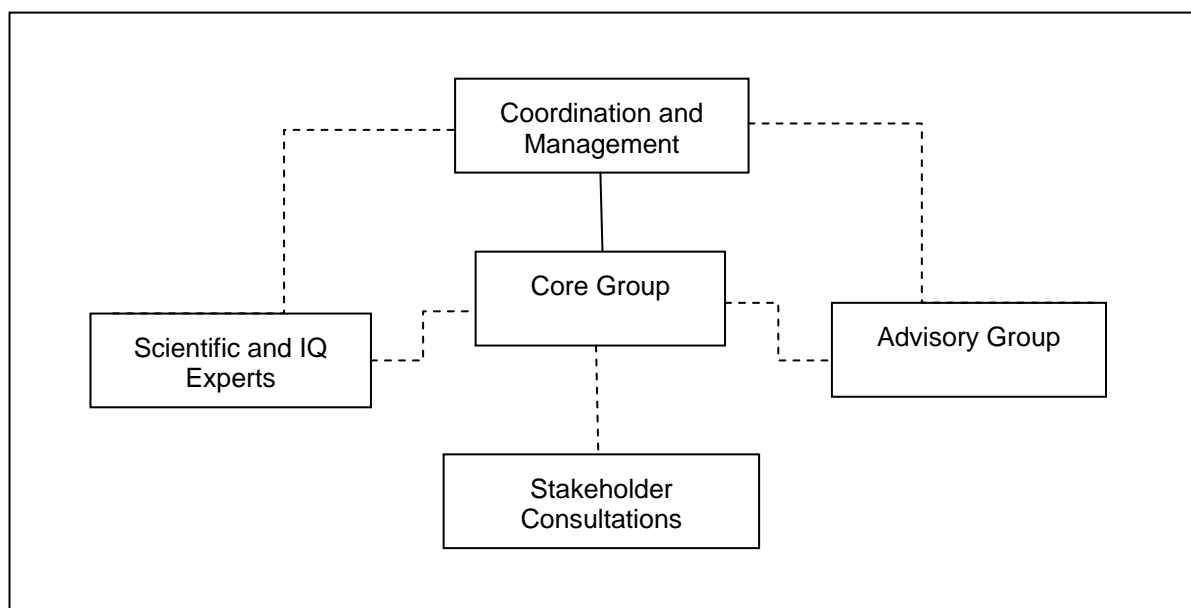 Coordination and
Management
Core Group
Scientific and IQ
Experts
Advisory Group
Stakeholder
Consultations